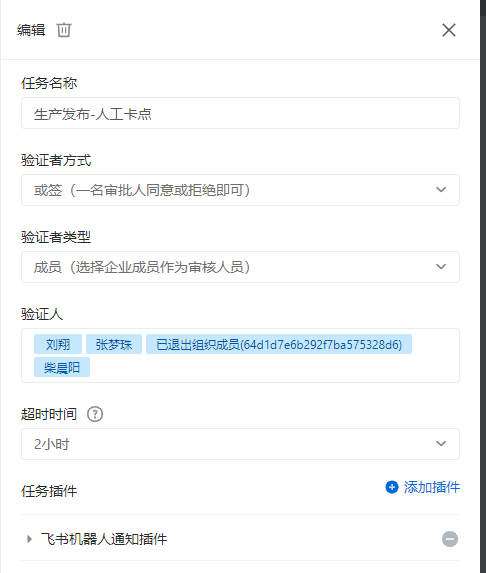 编辑
任务名称
生产发布-人工卡点
验证者方式
或签（一名审批人同意或拒绝即可）
验证者类型
成员（选择企业成员作为审核人员）
验证人
刘翔 张梦珠 已退出组织成员(64d1d7e6b292f7ba575328d6)
柴晨阳
超时时间 ?
2小时
任务插件 添加插件
飞书机器人通知插件